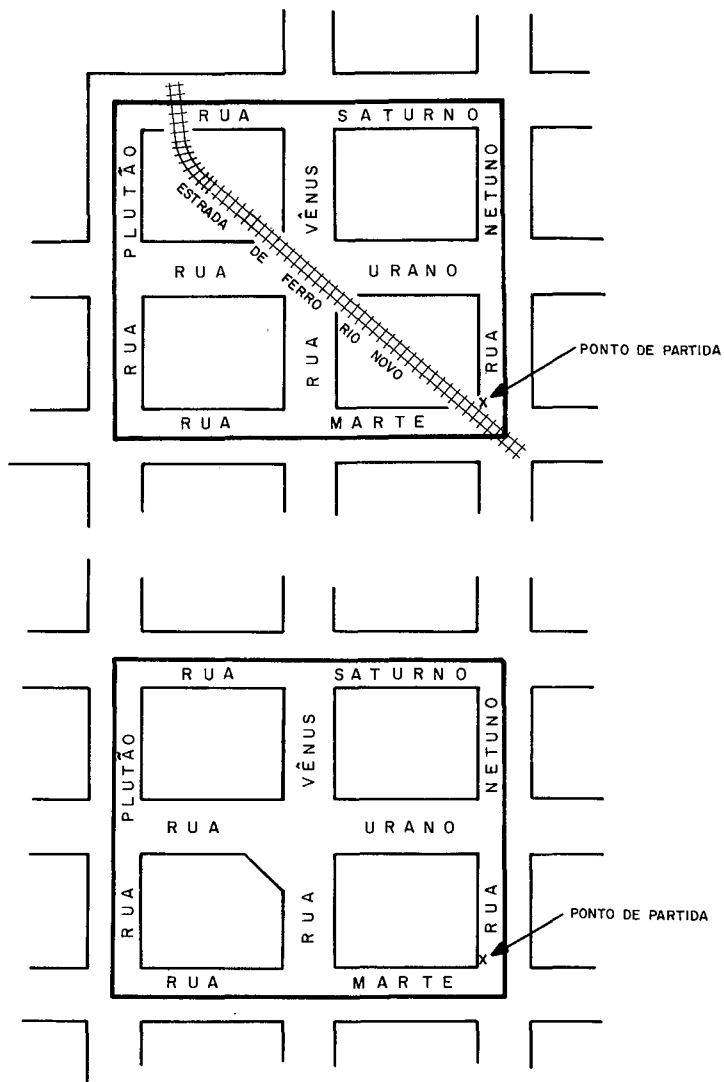 RUA SATURNO
PLUTÃO
VÊNUS
NETUNO
ESTRADA DE FERRO RIO NOVO
RUA URANO
RUA
RUA
RUA
PONTO DE PARTIDA
x
RUA MARTE
RUA SATURNO
PLUTÃO
VÊNUS
NETUNO
RUA URANO
RUA
RUA
RUA
PONTO DE PARTIDA
x
RUA MARTE